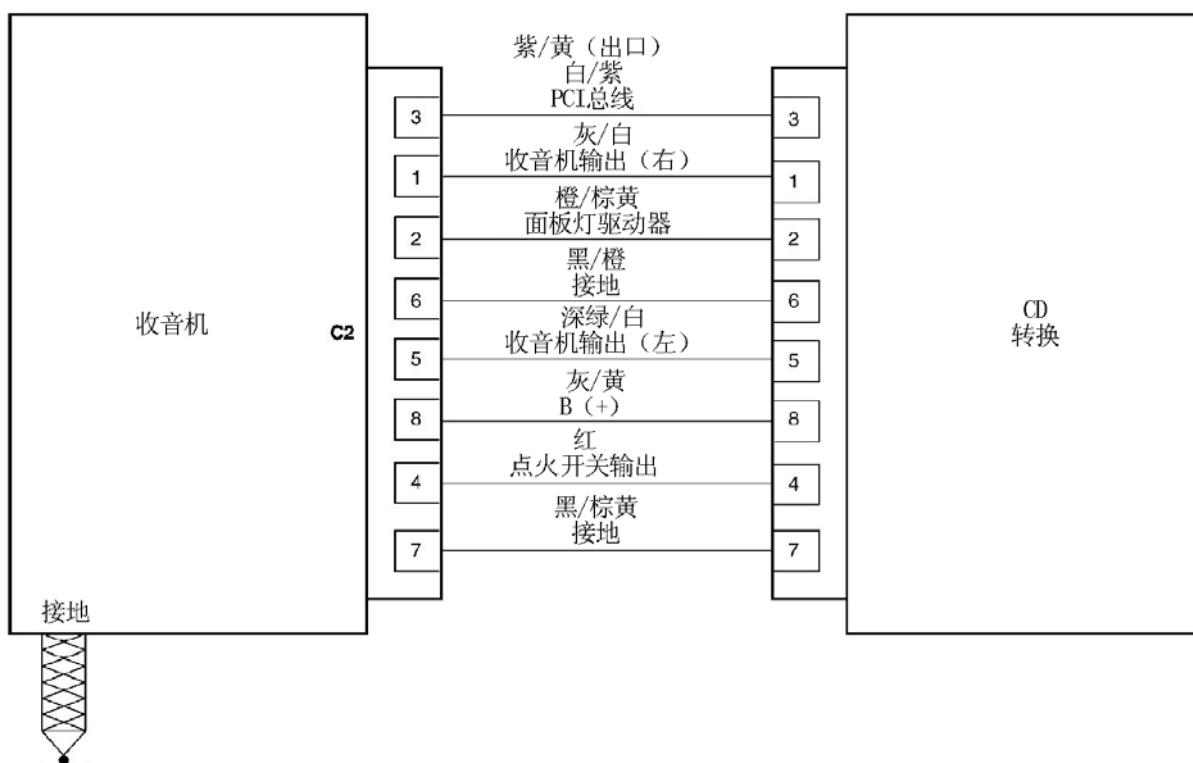 紫/黄（出口）
白/紫
PCI总线
3
3
灰/白
收音机输出（右）
1
1
橙/棕黄
面板灯驱动器
2
2
黑/橙
接地
6
6
收音机
C2
CD
转换
深绿/白
收音机输出（左）
5
5
灰/黄
B（+）
8
8
红
点火开关输出
4
4
黑/棕黄
接地
7
7
接地